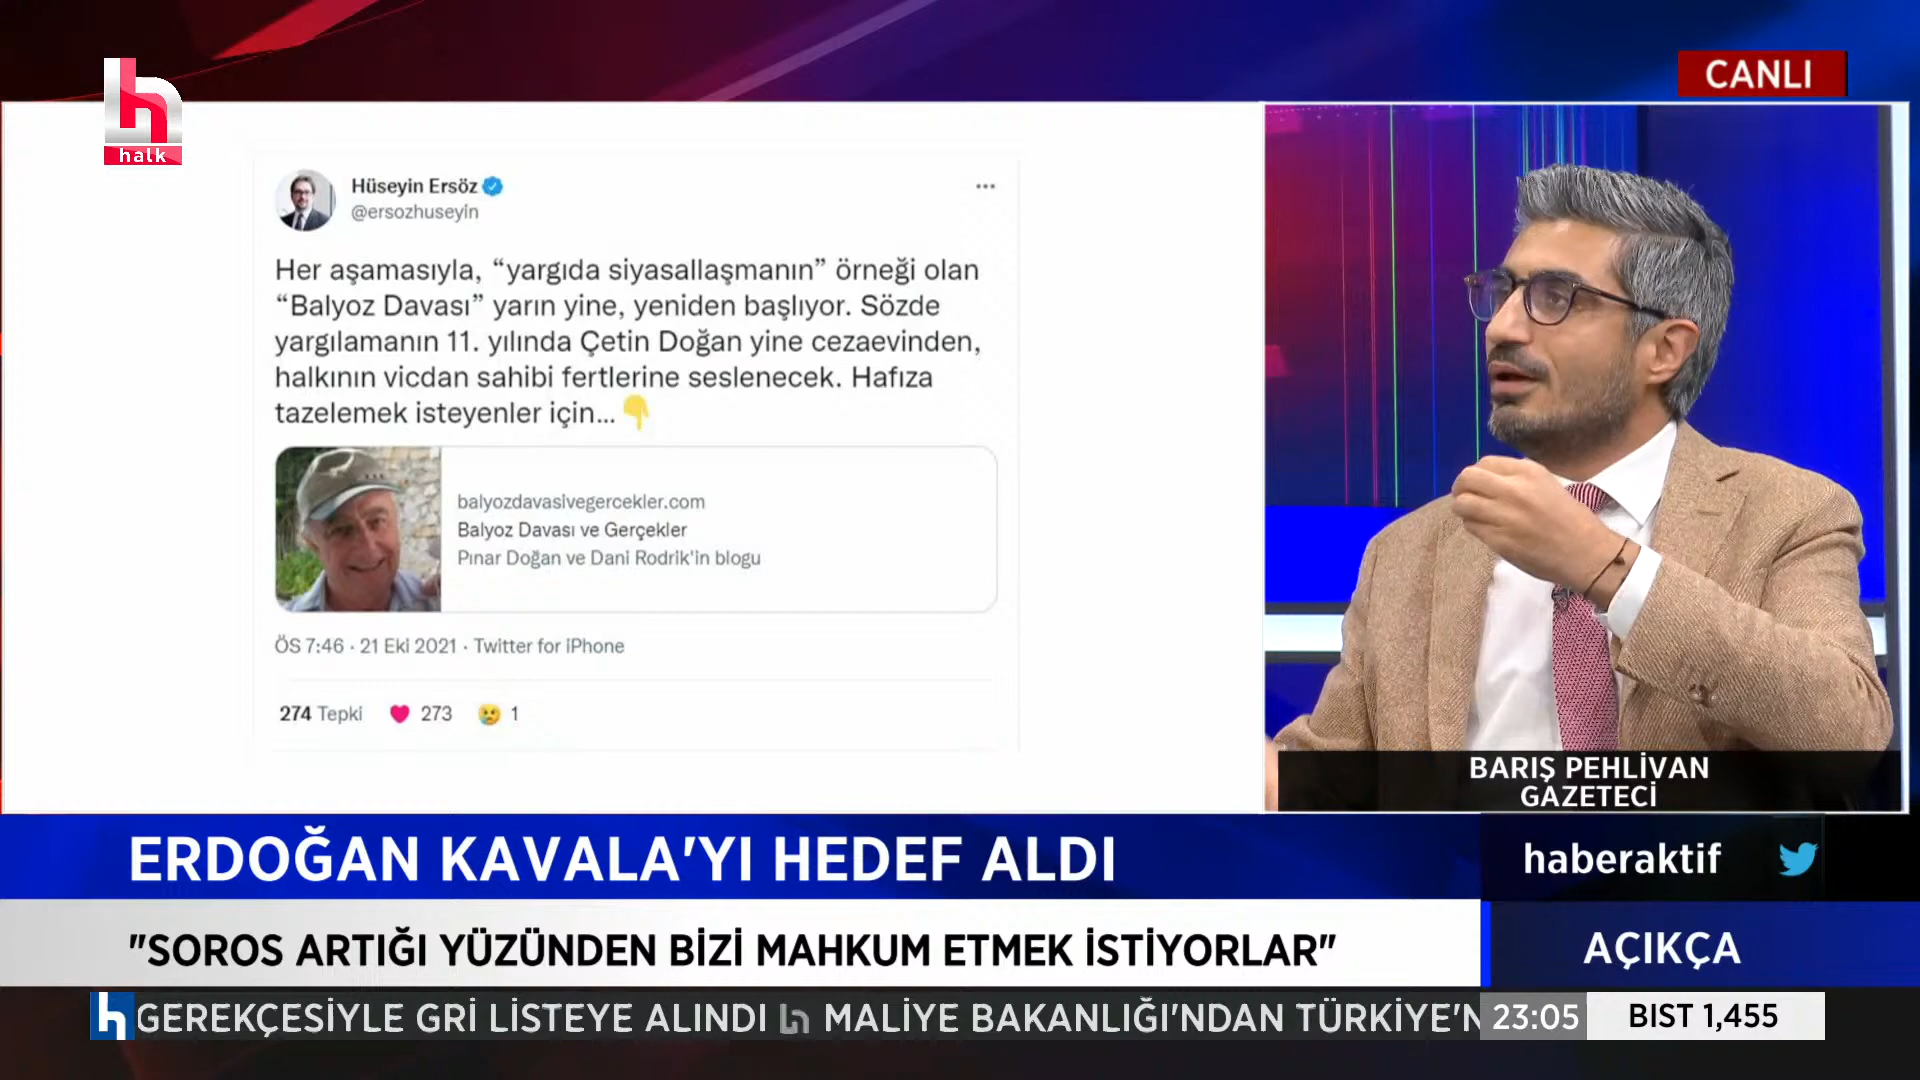 halk
CANLI
Hüseyin Ersöz
@ersozhuseyin
Her aşamasıyla, “yargıda siyasallaşmanın” örneği olan
“Balyoz Davası” yarın yine, yeniden başlıyor. Sözde
yargılamanın 11. yılında Çetin Doğan yine cezaevinden,
halkının vicdan sahibi fertlerine seslenecek. Hafıza
tazelemek isteyenler için...
balyozdavasivegercekler.com
Balyoz Davası ve Gerçekler
Pınar Doğan ve Dani Rodrik'in blogu
ÖS 7:46 · 21 Eki 2021 · Twitter for iPhone
274 Tepki 273 1
BARIŞ PEHLİVAN
GAZETECİ
ERDOĞAN KAVALA'YI HEDEF ALDI
haberaktif
"SOROS ARTIĞI YÜZÜNDEN BİZİ MAHKUM ETMEK İSTİYORLAR"
AÇIKÇA
GEREKÇESİYLE GRİ LİSTEYE ALINDI MALİYE BAKANLIĞI'NDAN TÜRKİYE'N
23:05
BIST 1,455